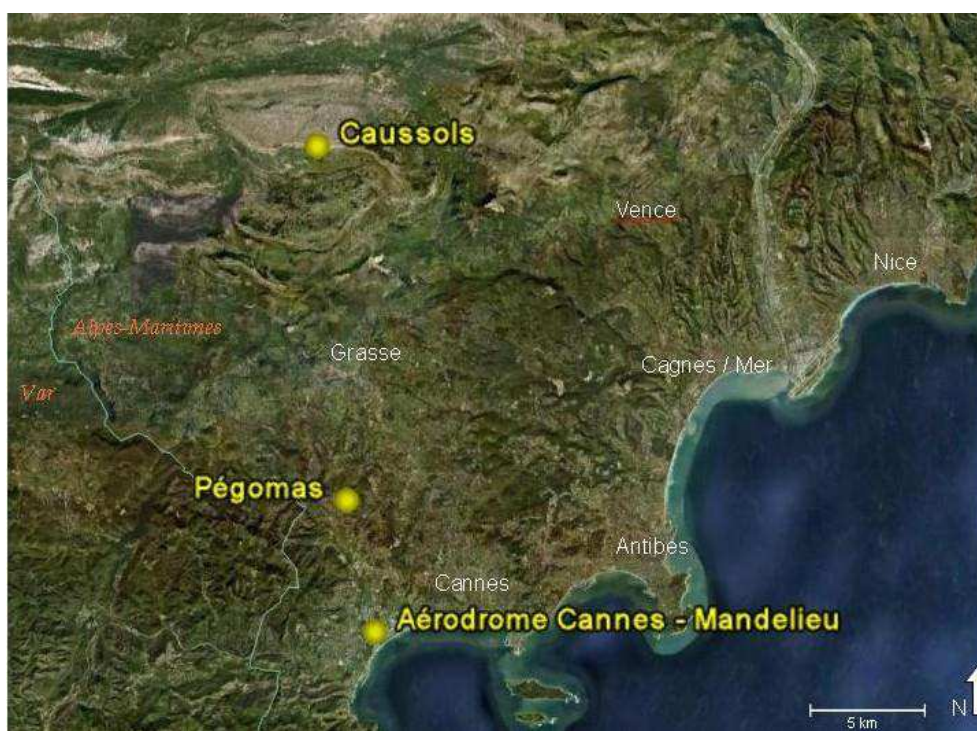 Caussols
Vence
Nice
Alpes-Maritimes
Grasse
Cagnes / Mer
Var
Pégomas
Antibes
Cannes
Aérodrome Cannes - Mandelieu
N
5 km